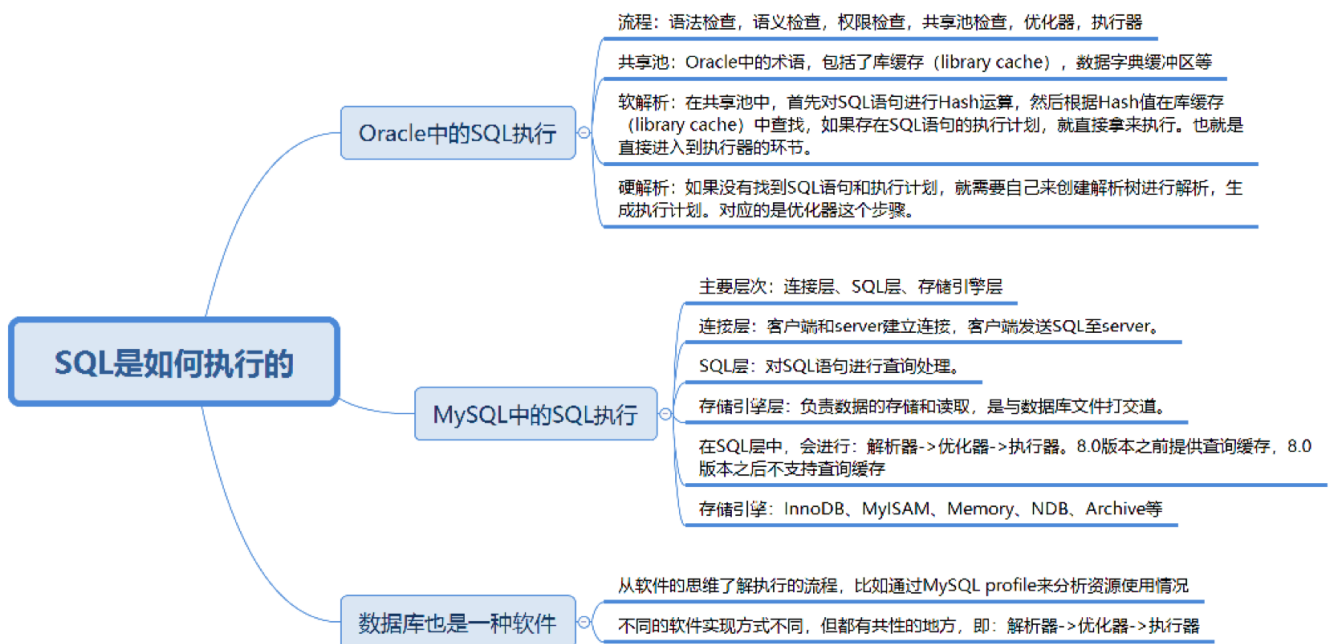 SQL是如何执行的
Oracle中的SQL执行
流程：语法检查，语义检查，权限检查，共享池检查，优化器，执行器
共享池：Oracle中的术语，包括了库缓存（library cache），数据字典缓冲区等
软解析：在共享池中，首先对SQL语句进行Hash运算，然后根据Hash值在库缓存
（library cache）中查找，如果存在SQL语句的执行计划，就直接拿来执行。也就是
直接进入到执行器的环节。
硬解析：如果没有找到SQL语句和执行计划，就需要自己来创建解析树进行解析，生
成执行计划。对应的是优化器这个步骤。
MySQL中的SQL执行
主要层次：连接层、SQL层、存储引擎层
连接层：客户端和server建立连接，客户端发送SQL至server。
SQL层：对SQL语句进行查询处理。
存储引擎层：负责数据的存储和读取，是与数据库文件打交道。
在SQL层中，会进行：解析器->优化器->执行器。8.0版本之前提供查询缓存，8.0
版本之后不支持查询缓存
存储引擎：InnoDB、MyISAM、Memory、NDB、Archive等
数据库也是一种软件
从软件的思维了解执行的流程，比如通过MySQL profile来分析资源使用情况
不同的软件实现方式不同，但都有共性的地方，即：解析器->优化器->执行器